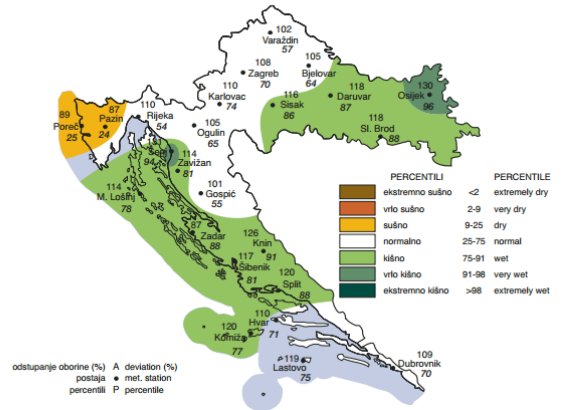 102
Varaždin
57
108
Zagreb
70
105
Bjelovar
64
118
Daruvar
87
130
Osijek
96
110
Karlovac
74
116
Sisak
86
118
Sl. Brod
88
89
Poreč
25
87
Pazin
24
110
Rijeka
54
105
Ogulin
65
Senj
94
114
Zavižan
81
101
Gospić
55
114
M. Lošinj
78
87
Zadar
88
126
Knin
91
117
Šibenik
81
120
Split
88
110
Hvar
71
120
Komiža
77
119
Lastovo
75
109
Dubrovnik
70
PERCENTILI PERCENTILE
ekstremno sušno <2 extremely dry
vrlo sušno 2-9 very dry
sušno 9-25 dry
normalno 25-75 normal
kišno 75-91 wet
vrlo kišno 91-98 very wet
ekstremno kišno >98 extremely wet
odstupanje oborine (%) A deviation (%)
postaja met. station
percentili P percentile